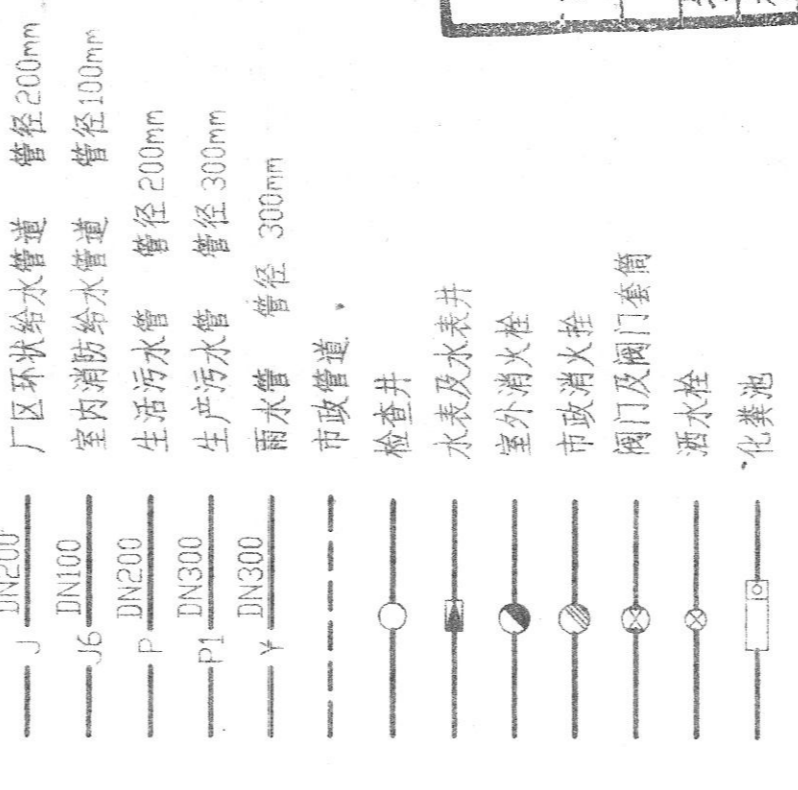 J DN200 厂区环状给水管道 管径200mm
J6 DN100 室内消防给水管道 管径100mm
P DN200 生活污水管 管径200mm
P1 DN300 生产污水管 管径300mm
Y DN300 雨水管 管径 300mm
市政管道
检查井
水表及水表井
室外消火栓
市政消火拴
阀门及阀门套筒
洒水栓
化粪池